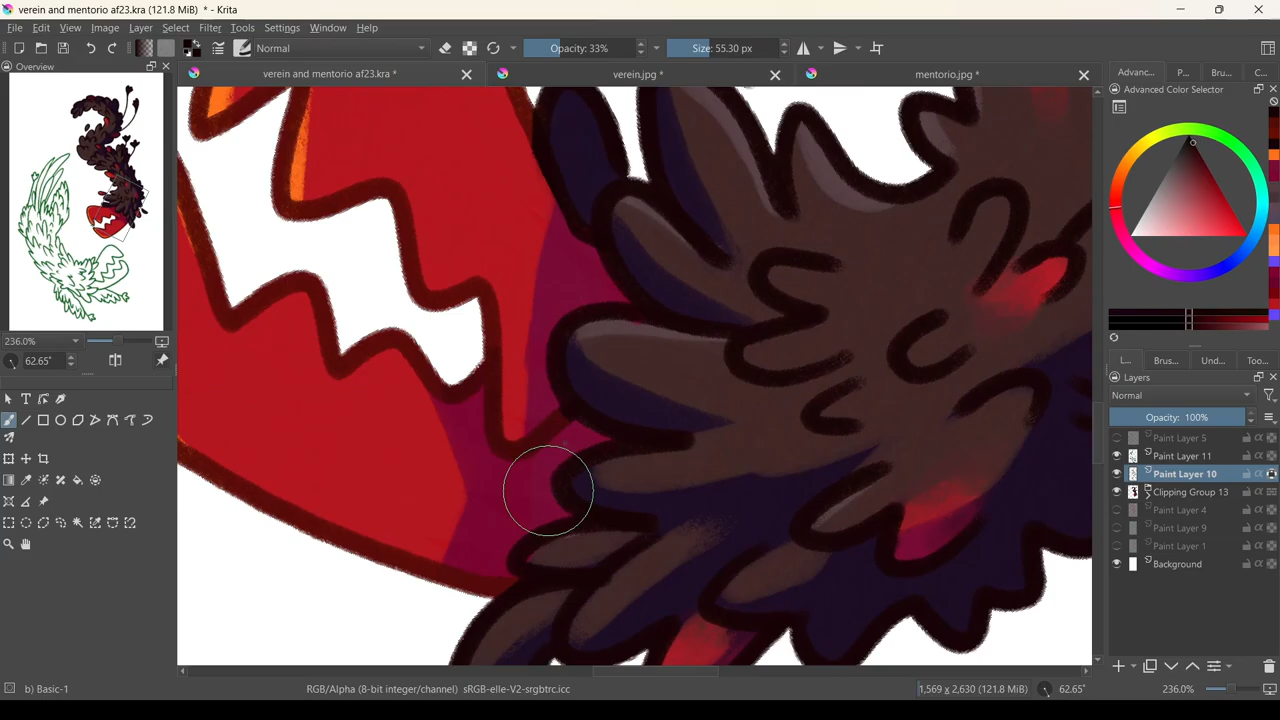 verein and mentorio af23.kra (121.8 MiB) * - Krita
File Edit View Image Layer Select Filter Tools Settings Window Help
Normal Opacity: 33% Size: 55.30 px
Overview
verein and mentorio af23.kra * verein.jpg * mentorio.jpg *
Advanc... P... Bru... C...
Advanced Color Selector
236.0%
62.65°
L... Brus... Und... Too...
Layers
Normal
Opacity: 100%
Paint Layer 5
Paint Layer 11
Paint Layer 10
Clipping Group 13
Paint Layer 4
Paint Layer 9
Paint Layer 1
Background
b) Basic-1 RGB/Alpha (8-bit integer/channel) sRGB-elle-V2-srgbtrc.icc 1,569 x 2,630 (121.8 MiB) 62.65° 236.0%